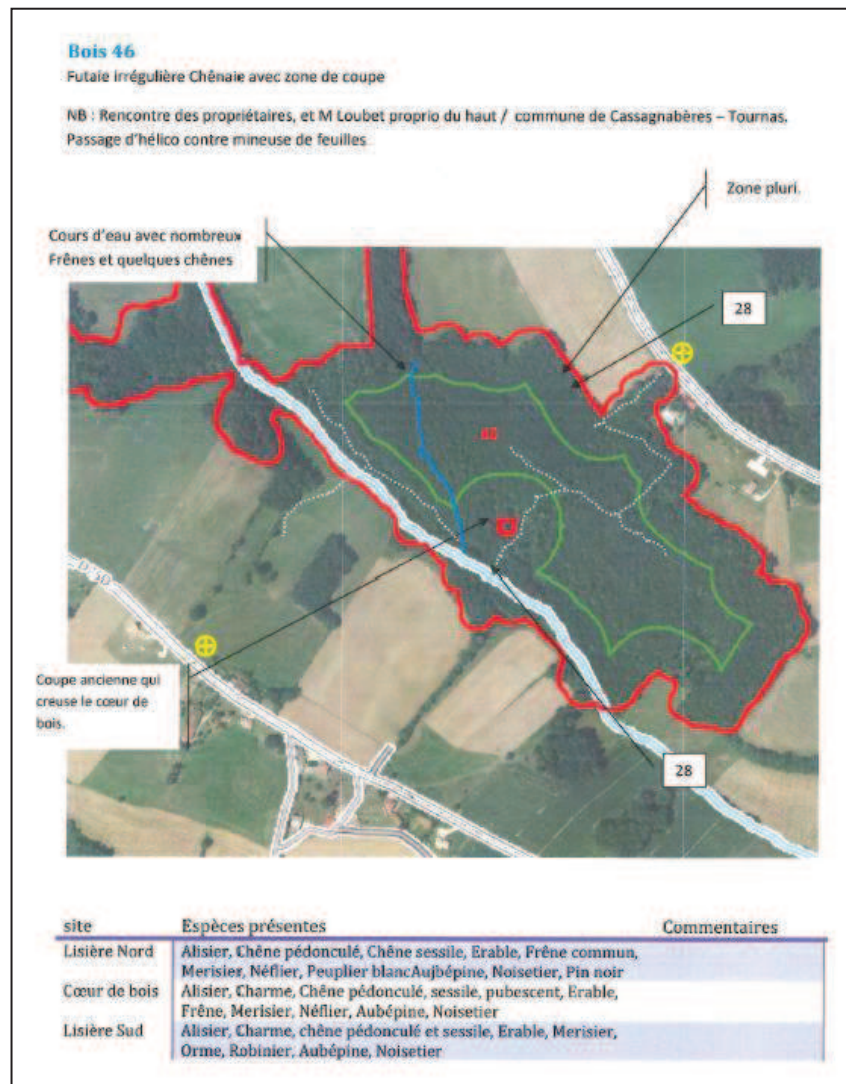 Bois 46
Futaie irrégulière Chênaie avec zone de coupe
NB : Rencontre des propriétaires, et M Loubet proprio du haut / commune de Cassagnabères – Tournas.
Passage d'hélico contre mineuse de feuilles
Zone pluri.
Cours d'eau avec nombreux
Frênes et quelques chênes
28
Coupe ancienne qui
creuse le cœur de
bois.
28
site Espèces présentes Commentaires
Lisière Nord Alisier, Chêne pédonculé, Chêne sessile, Erable, Frêne commun,
Merisier, Néflier, Peuplier blancAujbépine, Noisetier, Pin noir
Cœur de bois Alisier, Charme, Chêne pédonculé, sessile, pubescent, Erable,
Frêne, Merisier, Néflier, Aubépine, Noisetier
Lisière Sud Alisier, Charme, chêne pédonculé et sessile, Erable, Merisier,
Orme, Robinier, Aubépine, Noisetier